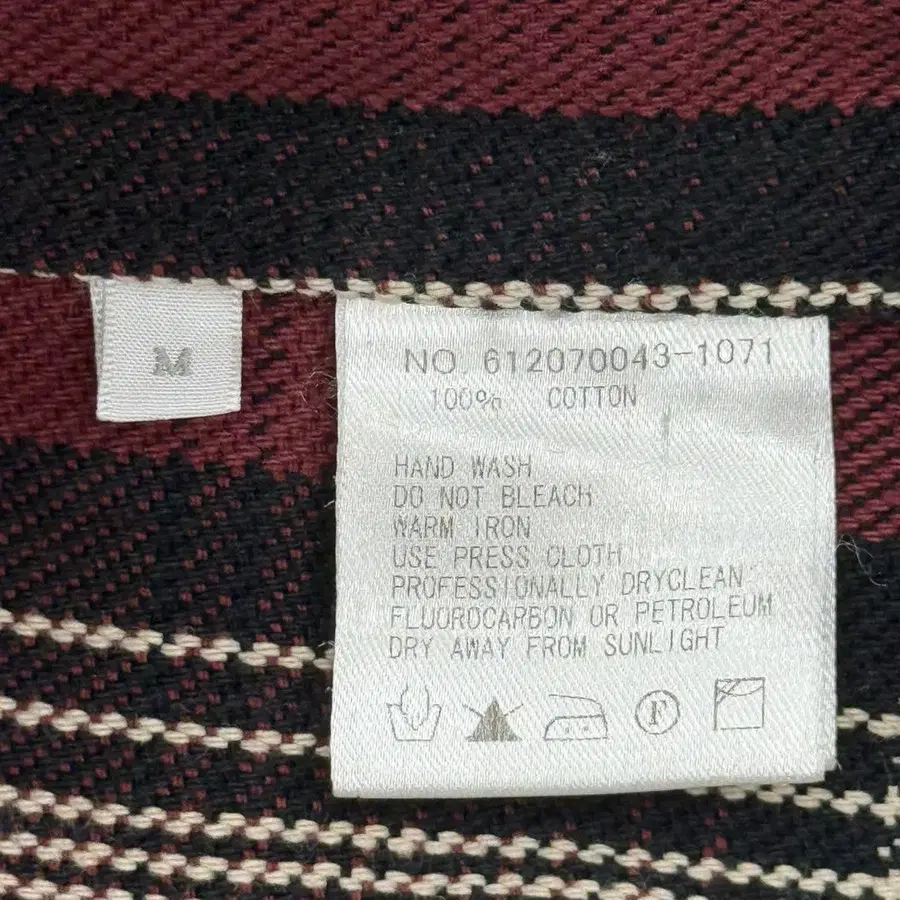 M
NO. 612070043-1071
100% COTTON
HAND WASH
DO NOT BLEACH
WARM IRON
USE PRESS CLOTH
PROFESSIONALLY DRYCLEAN
FLUOROCARBON OR PETROLEUM
DRY AWAY FROM SUNLIGHT
F